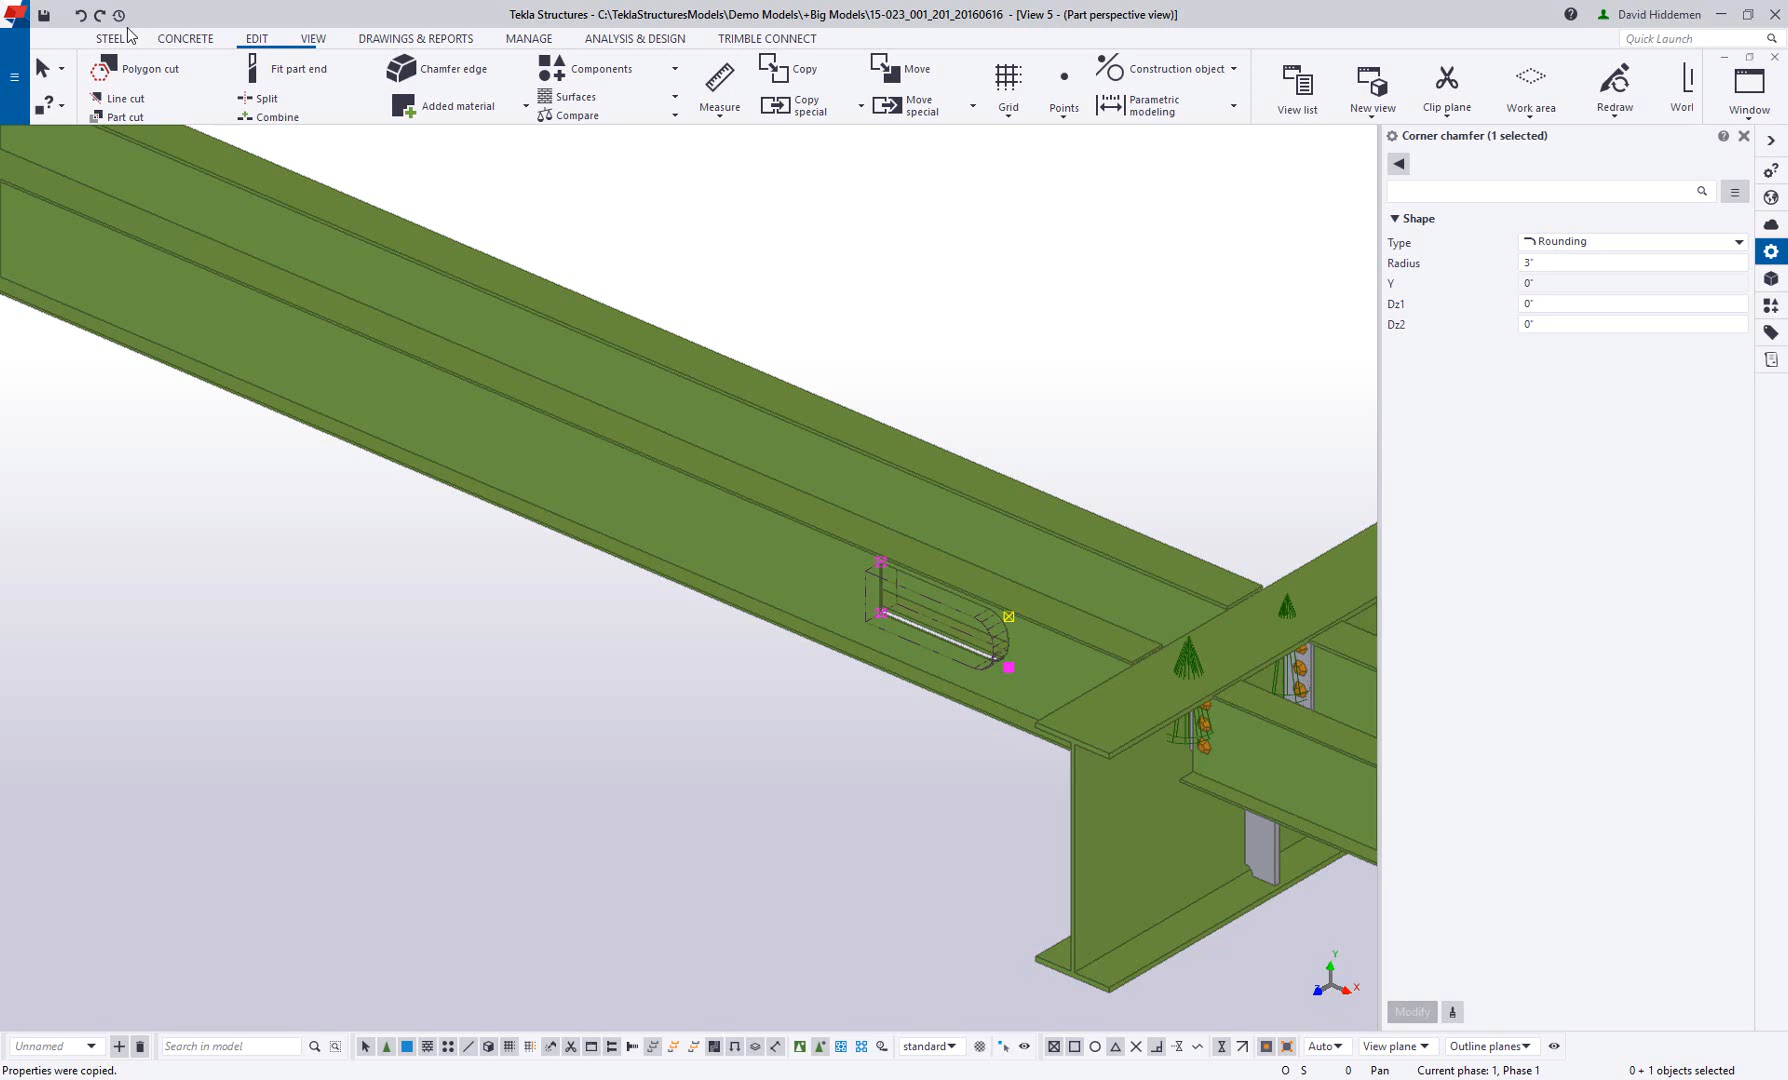 Tekla Structures - C:\TeklaStructuresModels\Demo Models\+Big Models\15-023_001_201_20160616 - [View 5 - (Part perspective view)]
David Hiddemen
STEEL CONCRETE EDIT VIEW DRAWINGS & REPORTS MANAGE ANALYSIS & DESIGN TRIMBLE CONNECT
Quick Launch
Polygon cut
Line cut
Part cut
Fit part end
Split
Combine
Chamfer edge
Added material
Components
Surfaces
Compare
Measure
Copy
Copy special
Move
Move special
Grid
Points
Construction object
Parametric modeling
View list
New view
Clip plane
Work area
Redraw
Worl
Window
Corner chamfer (1 selected)
Shape
Type Rounding
Radius 3"
Y 0"
Dz1 0"
Dz2 0"
Modify
Y
X
Z
Unnamed
Search in model
standard
Auto
View plane
Outline planes
Properties were copied.
O S 0 Pan Current phase: 1, Phase 1 0 + 1 objects selected